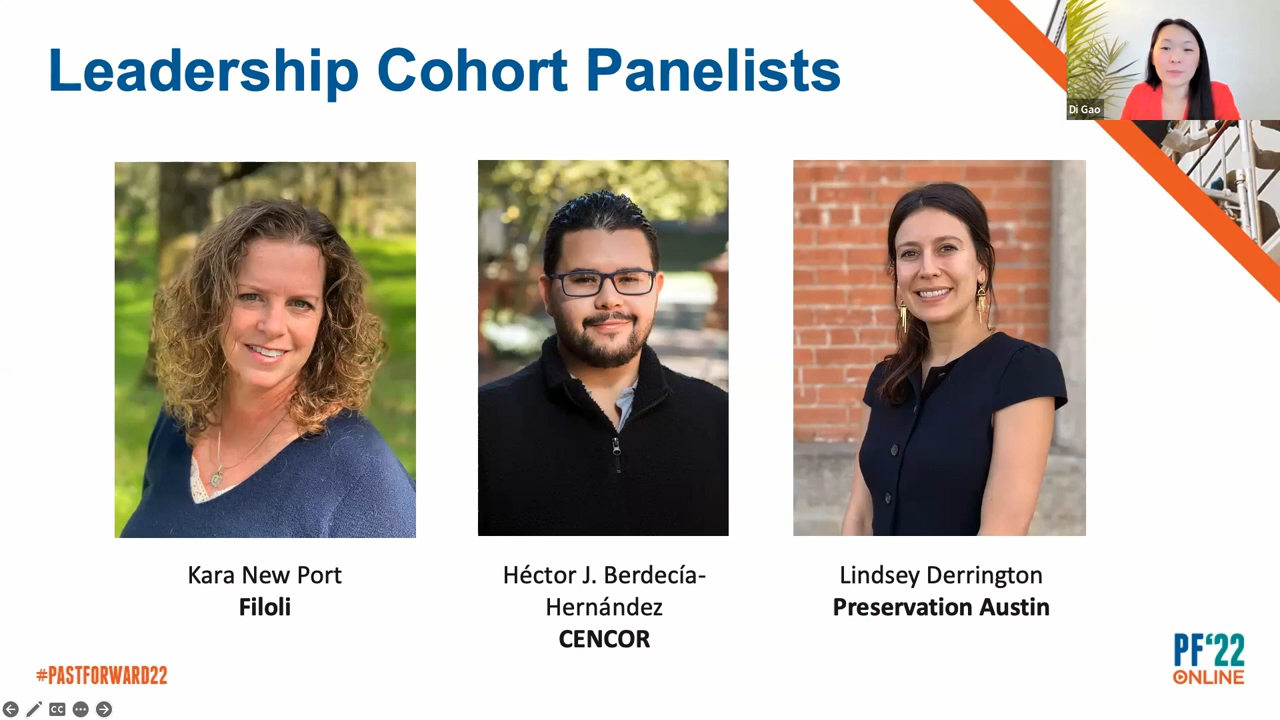 Leadership Cohort Panelists
Di Gao
Kara New Port
Filoli
Héctor J. Berdecía-
Hernández
CENCOR
Lindsey Derrington
Preservation Austin
#PASTFORWARD22
PF‘22
ONLINE
CC